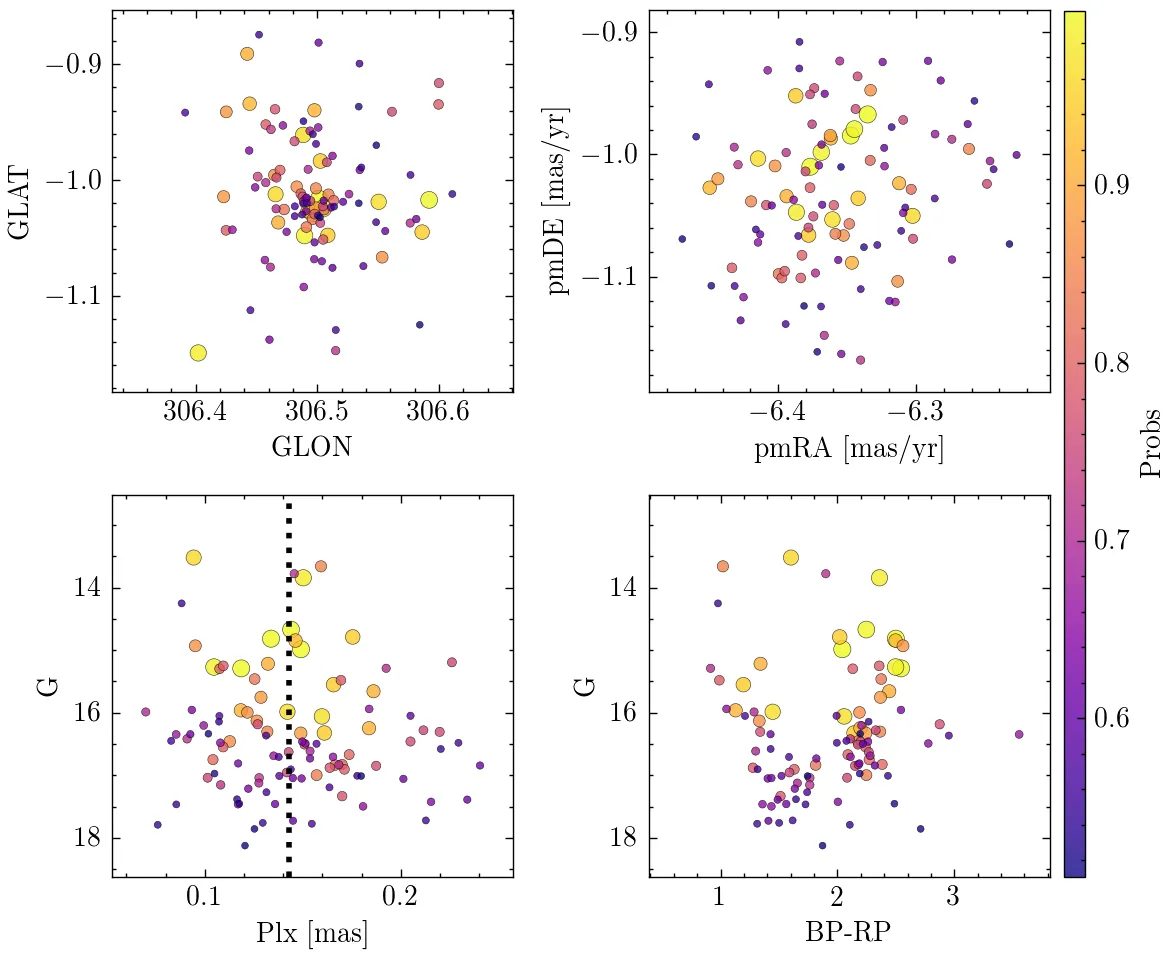 −0.9
−1.0
−1.1
GLAT
306.4 306.5 306.6
GLON
−0.9
−1.0
−1.1
pmDE [mas/yr]
−6.4 −6.3
pmRA [mas/yr]
14
16
18
G
0.1 0.2
Plx [mas]
14
16
18
G
1 2 3
BP-RP
0.9
0.8
0.7
0.6
Probs